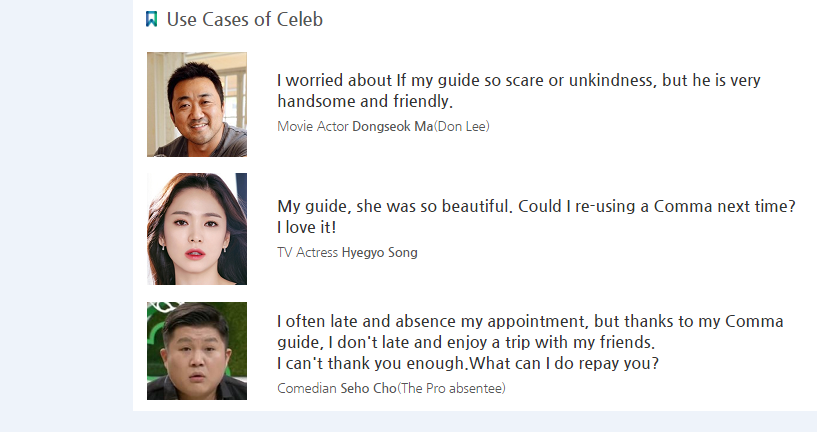 Use Cases of Celeb
I worried about If my guide so scare or unkindness, but he is very
handsome and friendly.
Movie Actor Dongseok Ma(Don Lee)
My guide, she was so beautiful. Could I re-using a Comma next time?
I love it!
TV Actress Hyegyo Song
I often late and absence my appointment, but thanks to my Comma
guide, I don't late and enjoy a trip with my friends.
I can't thank you enough.What can I do repay you?
Comedian Seho Cho(The Pro absentee)